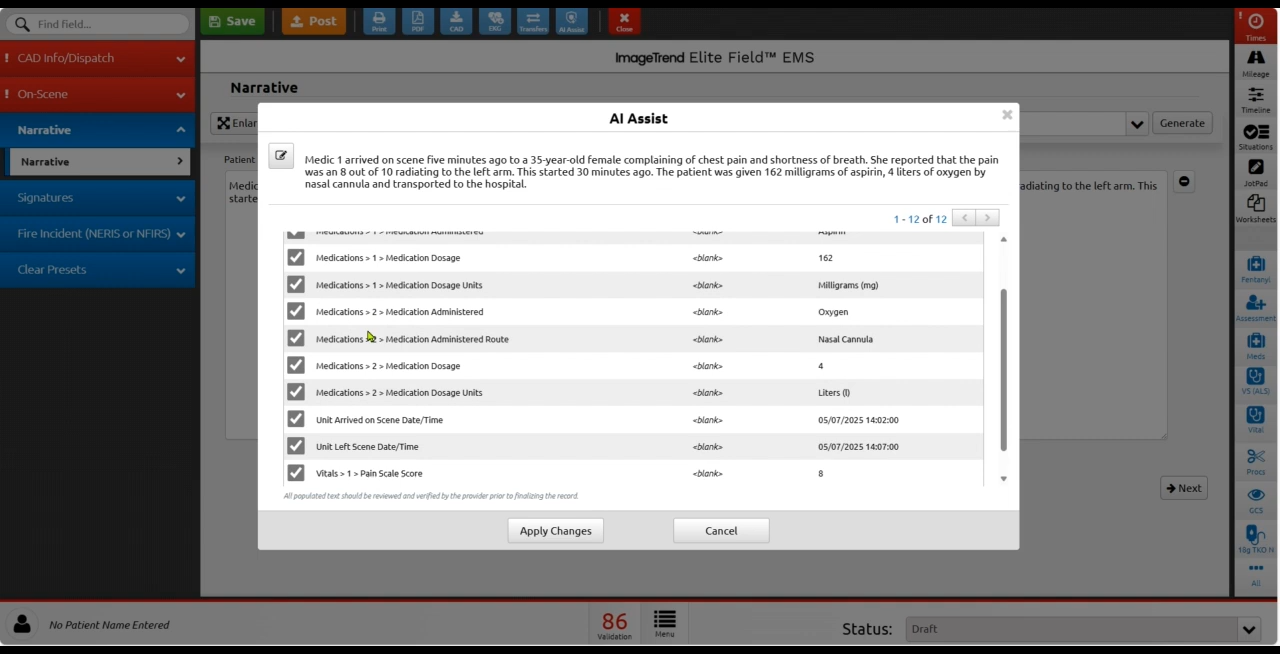 Find field...
Save
Post
Print
PDF
CAD
EKG
Transfers
AI Assist
Close
! Times
! CAD Info/Dispatch
! On-Scene
Narrative
Narrative
Signatures
Fire Incident (NERIS or NFIRS)
Clear Presets
ImageTrend Elite Field™ EMS
Narrative
Enlar
Generate
Patient
Medic
radiating to the left arm. This
starte
AI Assist
Medic 1 arrived on scene five minutes ago to a 35-year-old female complaining of chest pain and shortness of breath. She reported that the pain
was an 8 out of 10 radiating to the left arm. This started 30 minutes ago. The patient was given 162 milligrams of aspirin, 4 liters of oxygen by
nasal cannula and transported to the hospital.
1 - 12 of 12
Medications > 1 > Medication Administered <blank> Aspirin
Medications > 1 > Medication Dosage <blank> 162
Medications > 1 > Medication Dosage Units <blank> Milligrams (mg)
Medications > 2 > Medication Administered <blank> Oxygen
Medications > 2 > Medication Administered Route <blank> Nasal Cannula
Medications > 2 > Medication Dosage <blank> 4
Medications > 2 > Medication Dosage Units <blank> Liters (l)
Unit Arrived on Scene Date/Time <blank> 05/07/2025 14:02:00
Unit Left Scene Date/Time <blank> 05/07/2025 14:07:00
Vitals > 1 > Pain Scale Score <blank> 8
All populated text should be reviewed and verified by the provider prior to finalizing the record.
Apply Changes
Cancel
Next
Mileage
Timeline
Situations
JotPad
Worksheets
Fentanyl
Assessment
Meds
VS (ALS)
Vital
Procs
GCS
18g TKO N
All
No Patient Name Entered
86
Validation
Menu
Status:
Draft